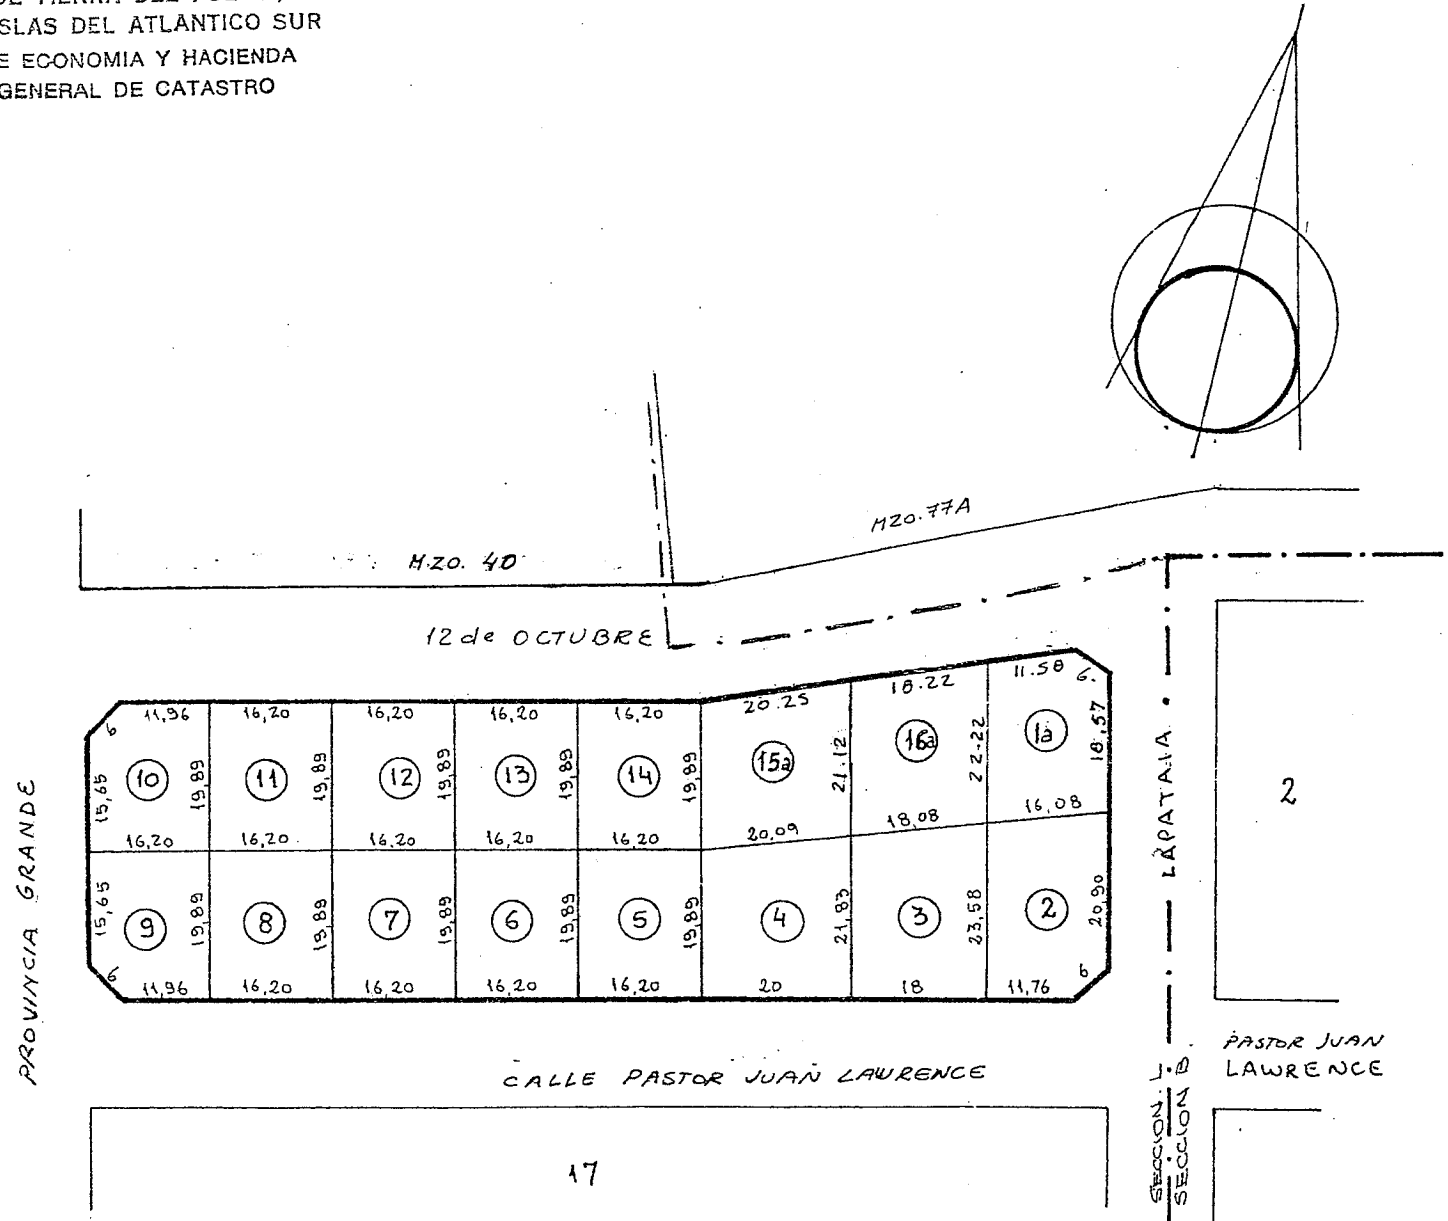 SLAS DEL ATLANTICO SUR
E ECONOMIA Y HACIENDA
GENERAL DE CATASTRO
MZO. 77A
MZO. 40
12 de OCTUBRE
11,96 16,20 16,20 16,20 16,20 20.25 18.22 11.58 6.
6
10 11 12 13 14 15a 16a 1a
15,65 19,89 19,89 19,89 19,89 19,89 21.12 22.22 18,57
16,20 16,20 16,20 16,20 16,20 20,09 18,08 16,08
9 8 7 6 5 4 3 2
15,65 19,89 19,89 19,89 19,89 19,89 21,83 23,58 20,90
6 6
11,96 16,20 16,20 16,20 16,20 20 18 11,76
PROVINCIA GRANDE
LAPATAIA
2
CALLE PASTOR JUAN LAWRENCE
PASTOR JUAN
LAWRENCE
SECCION L
SECCION B.
17